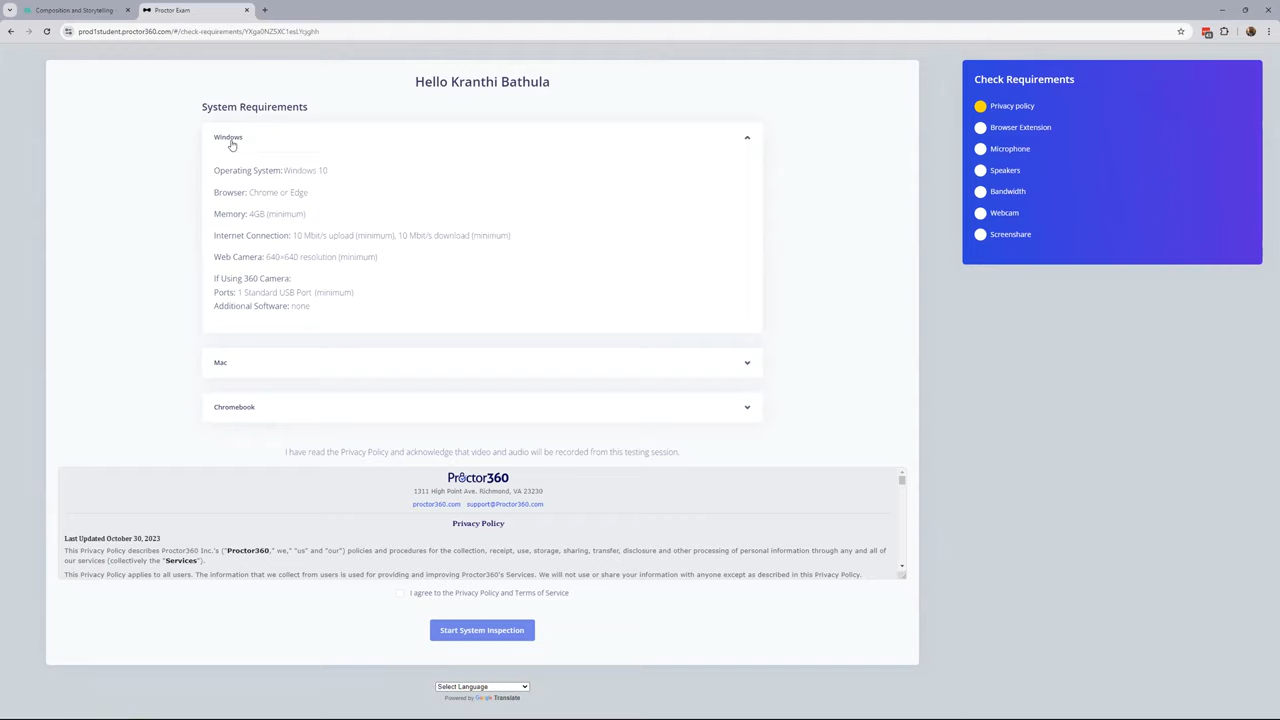 Composition and Storytelling
Proctor Exam
prod1student.proctor360.com/#/check-requirements/YXga0NZSXC1esLYcjghh
Hello Kranthi Bathula
System Requirements
Windows
Operating System: Windows 10
Browser: Chrome or Edge
Memory: 4GB (minimum)
Internet Connection: 10 Mbit/s upload (minimum), 10 Mbit/s download (minimum)
Web Camera: 640×640 resolution (minimum)
If Using 360 Camera:
Ports: 1 Standard USB Port (minimum)
Additional Software: none
Mac
Chromebook
I have read the Privacy Policy and acknowledge that video and audio will be recorded from this testing session.
Proctor360
1311 High Point Ave. Richmond, VA 23230
proctor360.com support@Proctor360.com
Privacy Policy
Last Updated October 30, 2023
This Privacy Policy describes Proctor360 Inc.'s ("Proctor360," we," "us" and "our") policies and procedures for the collection, receipt, use, storage, sharing, transfer, disclosure and other processing of personal information through any and all of
our services (collectively the "Services").
This Privacy Policy applies to all users. The information that we collect from users is used for providing and improving Proctor360's Services. We will not use or share your information with anyone except as described in this Privacy Policy.
I agree to the Privacy Policy and Terms of Service
Start System Inspection
Select Language
Powered by Google Translate
Check Requirements
Privacy policy
Browser Extension
Microphone
Speakers
Bandwidth
Webcam
Screenshare